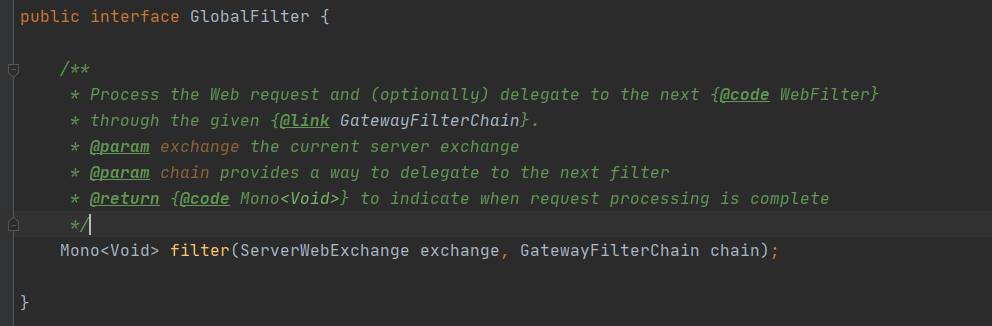 public interface GlobalFilter {
/**
* Process the Web request and (optionally) delegate to the next {@code WebFilter}
* through the given {@link GatewayFilterChain}.
* @param exchange the current server exchange
* @param chain provides a way to delegate to the next filter
* @return {@code Mono<Void>} to indicate when request processing is complete
*/
Mono<Void> filter(ServerWebExchange exchange, GatewayFilterChain chain);
}